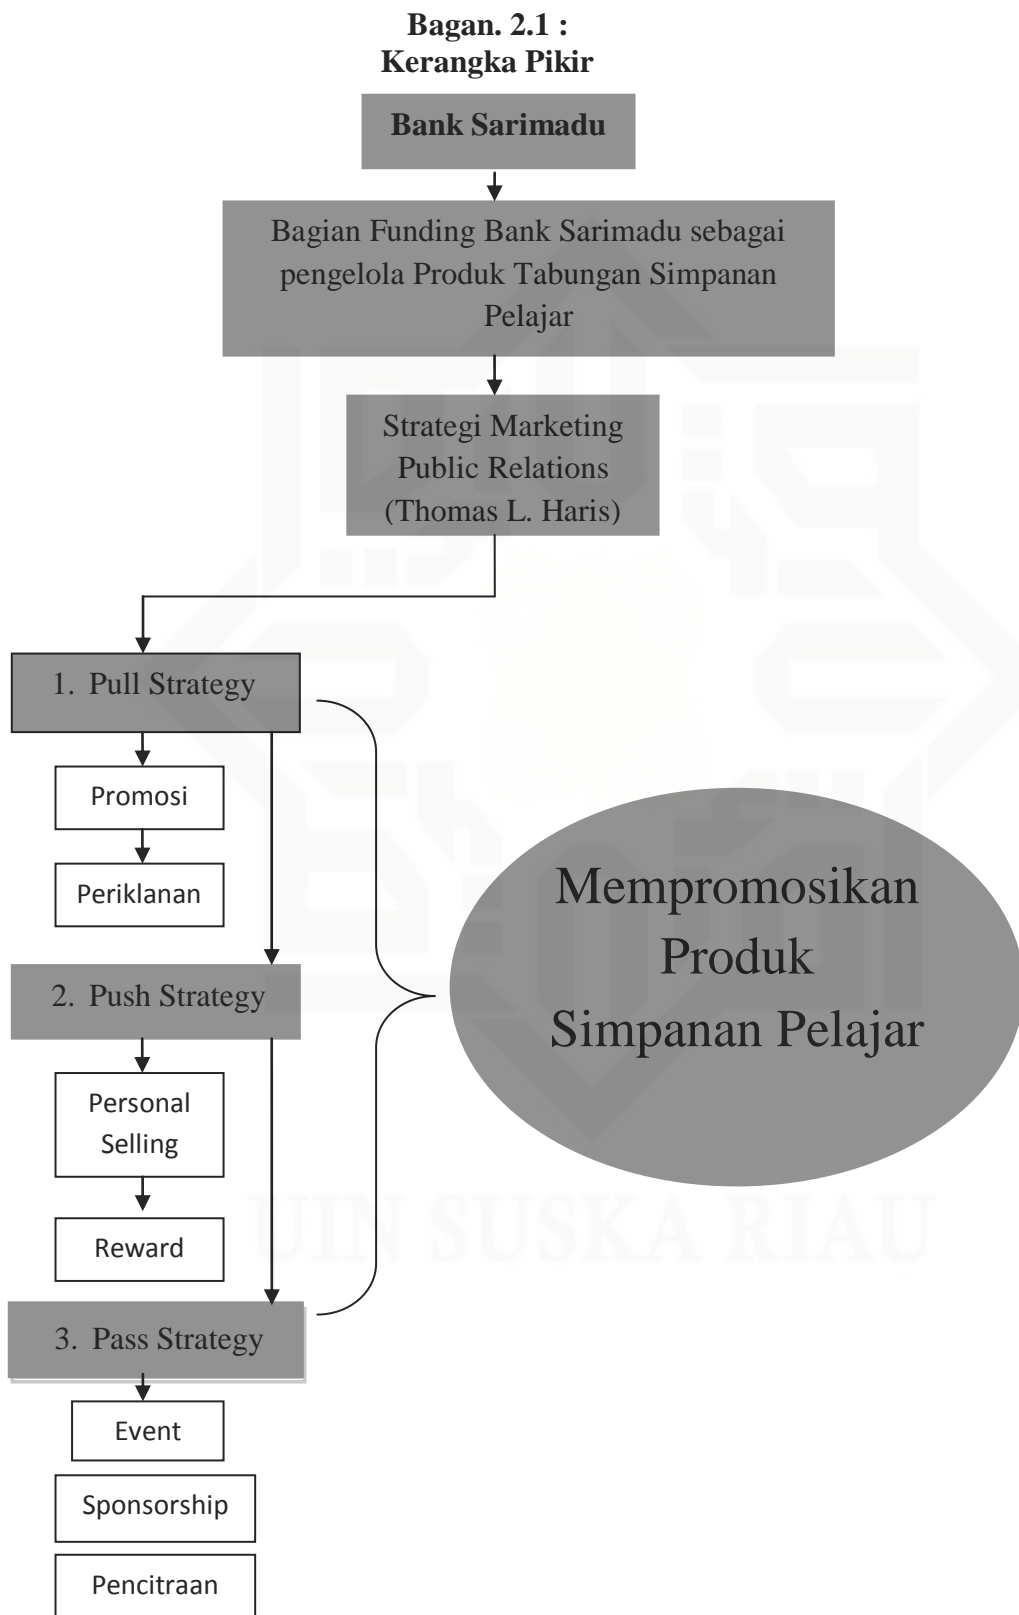 Bagan. 2.1 :
Kerangka Pikir
Bank Sarimadu
Bagian Funding Bank Sarimadu sebagai
pengelola Produk Tabungan Simpanan
Pelajar
Strategi Marketing
Public Relations
(Thomas L. Haris)
1. Pull Strategy
Promosi
Periklanan
2. Push Strategy
Personal
Selling
Reward
3. Pass Strategy
Event
Sponsorship
Pencitraan
Mempromosikan
Produk
Simpanan Pelajar
UIN SUSKA RIAU